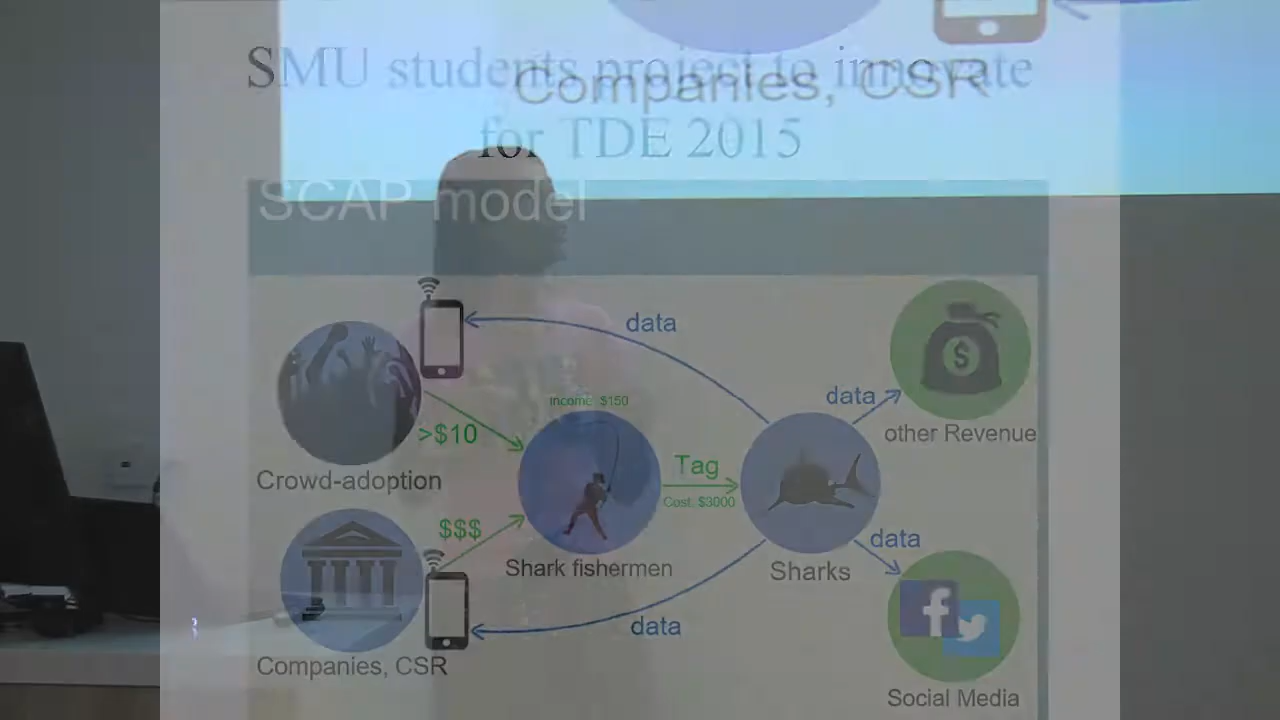 SMU students project to innovate
Companies, CSR
for TDE 2015
SCAP model
data
data
Income: $150
>$10
other Revenue
Tag
Crowd-adoption
Cost: $3000
$
$$$
data
Shark fishermen
Sharks
data
f
Companies, CSR
Social Media